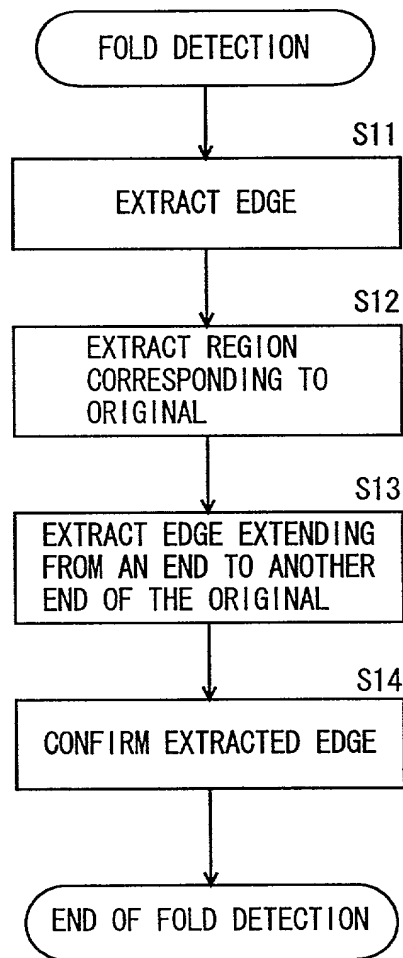 FOLD DETECTION
S11
EXTRACT EDGE
S12
EXTRACT REGION
CORRESPONDING TO
ORIGINAL
S13
EXTRACT EDGE EXTENDING
FROM AN END TO ANOTHER
END OF THE ORIGINAL
S14
CONFIRM EXTRACTED EDGE
END OF FOLD DETECTION